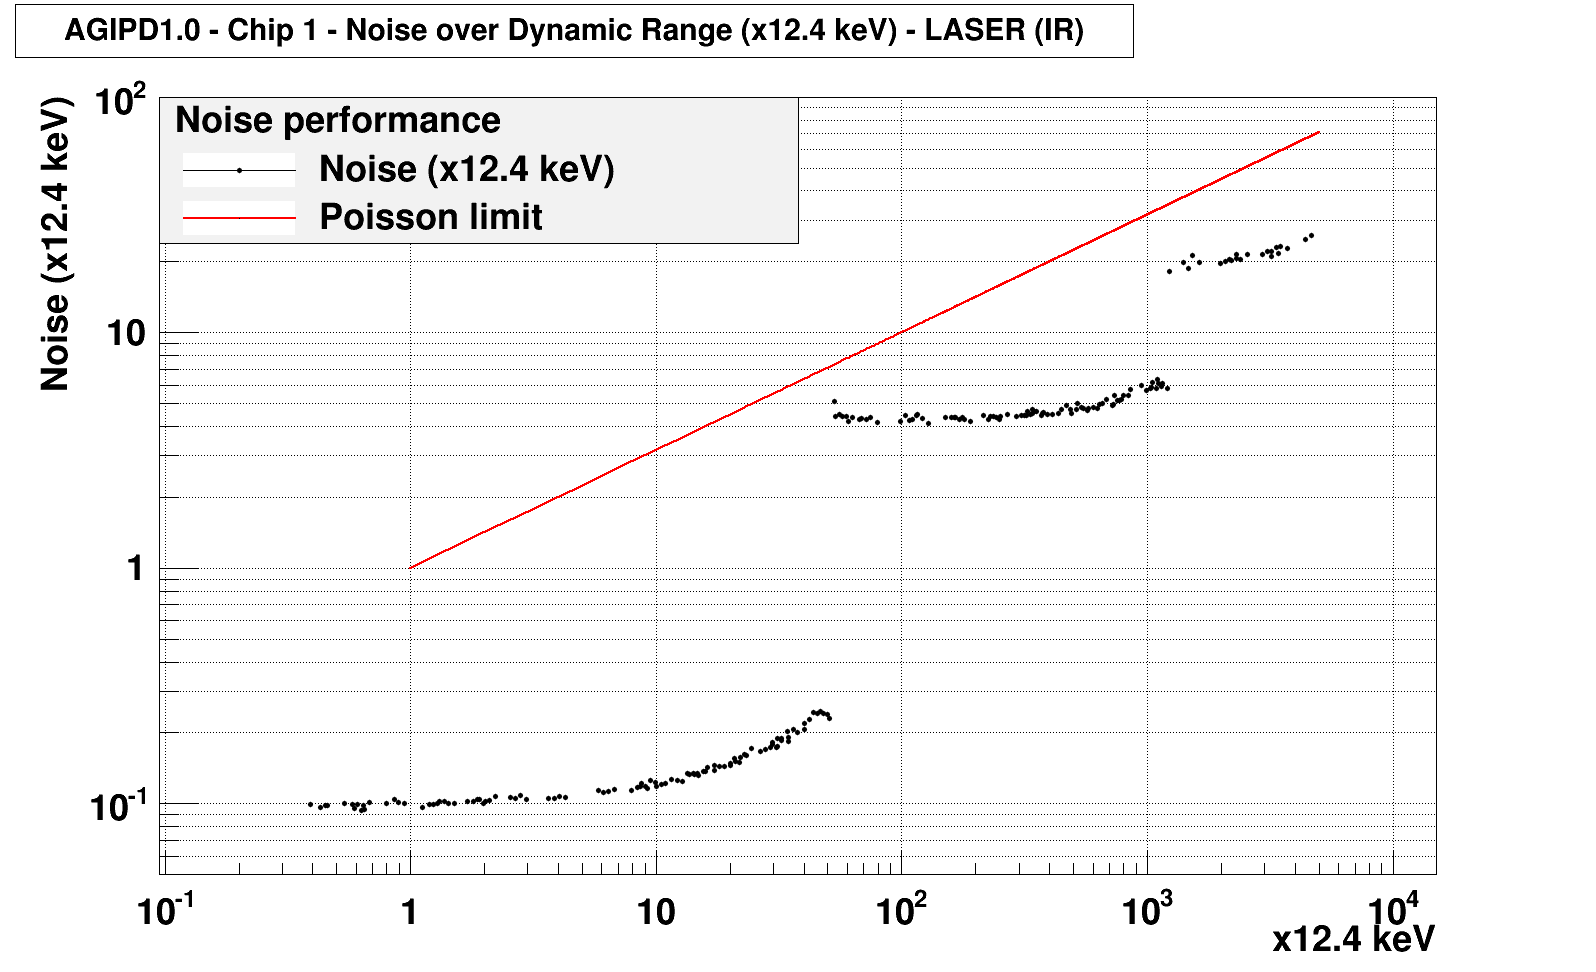 AGIPD1.0 - Chip 1 - Noise over Dynamic Range (x12.4 keV) - LASER (IR)
Noise (x12.4 keV)
Noise performance
Noise (x12.4 keV)
Poisson limit
10²
10
1
10⁻¹
10⁻¹ 1 10 10² 10³ 10⁴
x12.4 keV